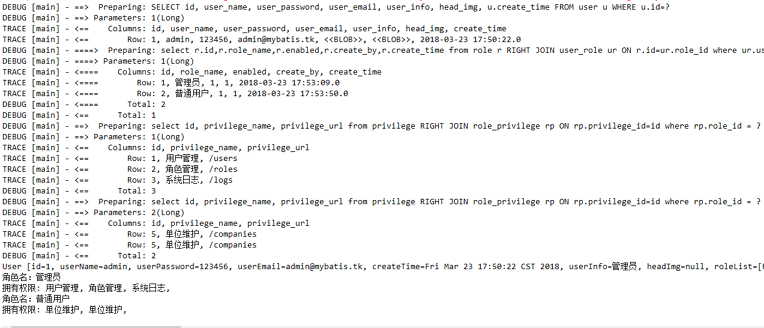 DEBUG [main] - ==>  Preparing: SELECT id, user_name, user_password, user_email, user_info, head_img, u.create_time FROM user u WHERE u.id=?
DEBUG [main] - ==> Parameters: 1(Long)
TRACE [main] - <==    Columns: id, user_name, user_password, user_email, user_info, head_img, create_time
TRACE [main] - <==        Row: 1, admin, 123456, admin@mybatis.tk, <<BLOB>>, <<BLOB>>, 2018-03-23 17:50:22.0
DEBUG [main] - ====>  Preparing: select r.id,r.role_name,r.enabled,r.create_by,r.create_time from role r RIGHT JOIN user_role ur ON r.id=ur.role_id where ur.us
DEBUG [main] - ====> Parameters: 1(Long)
TRACE [main] - <====    Columns: id, role_name, enabled, create_by, create_time
TRACE [main] - <====        Row: 1, 管理员, 1, 1, 2018-03-23 17:53:09.0
TRACE [main] - <====        Row: 2, 普通用户, 1, 1, 2018-03-23 17:53:50.0
DEBUG [main] - <====      Total: 2
DEBUG [main] - <==      Total: 1
DEBUG [main] - ==>  Preparing: select id, privilege_name, privilege_url from privilege RIGHT JOIN role_privilege rp ON rp.privilege_id=id where rp.role_id = ?
DEBUG [main] - ==> Parameters: 1(Long)
TRACE [main] - <==    Columns: id, privilege_name, privilege_url
TRACE [main] - <==        Row: 1, 用户管理, /users
TRACE [main] - <==        Row: 2, 角色管理, /roles
TRACE [main] - <==        Row: 3, 系统日志, /logs
DEBUG [main] - <==      Total: 3
DEBUG [main] - ==>  Preparing: select id, privilege_name, privilege_url from privilege RIGHT JOIN role_privilege rp ON rp.privilege_id=id where rp.role_id = ?
DEBUG [main] - ==> Parameters: 2(Long)
TRACE [main] - <==    Columns: id, privilege_name, privilege_url
TRACE [main] - <==        Row: 5, 单位维护, /companies
TRACE [main] - <==        Row: 5, 单位维护, /companies
DEBUG [main] - <==      Total: 2
User [id=1, userName=admin, userPassword=123456, userEmail=admin@mybatis.tk, createTime=Fri Mar 23 17:50:22 CST 2018, userInfo=管理员, headImg=null, roleList=[
角色名: 管理员
拥有权限: 用户管理, 角色管理, 系统日志,
角色名: 普通用户
拥有权限: 单位维护, 单位维护,